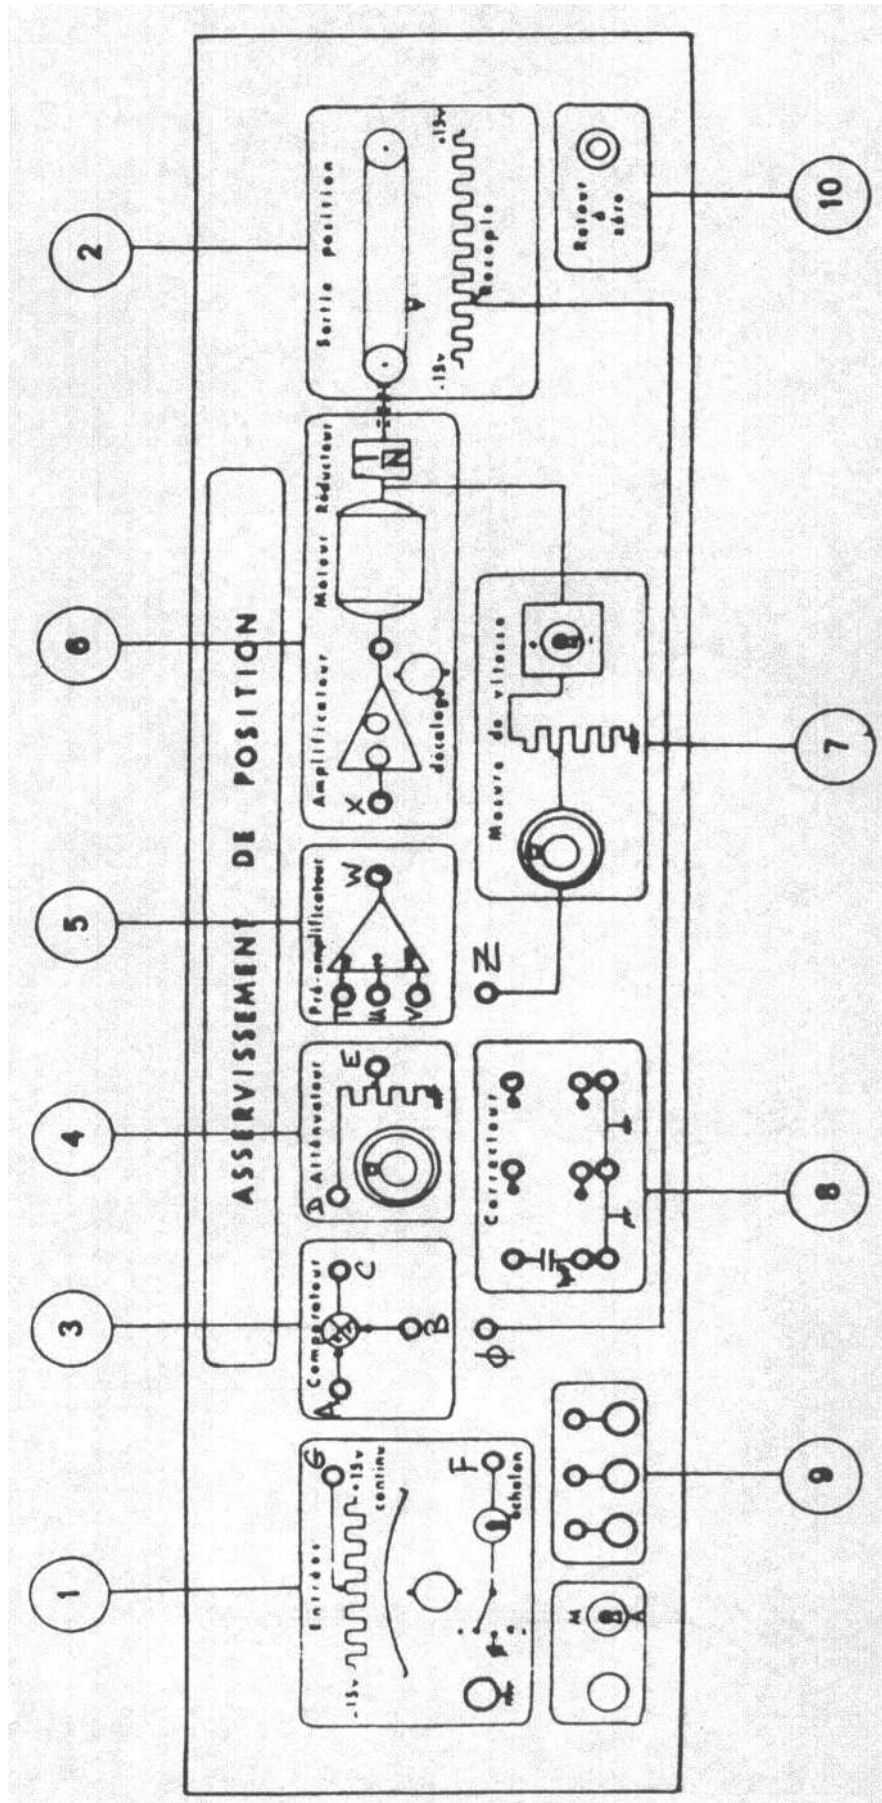 ASSERVISSEMENT DE POSITION
1
3
4
5
6
2
Entrées
G
-15v
+15v
continu
F
échelon
Comparateur
A
C
B
Atténuateur
D
E
Pré-amplificateur
T
U
V
W
Amplificateur
Moteur
Réducteur
X
décalage
1
N
Sortie position
-15v
+15v
Recopie
M
A
φ
Correcteur
Z
Mesure de vitesse
+
-
Retour
à
zéro
9
8
7
10